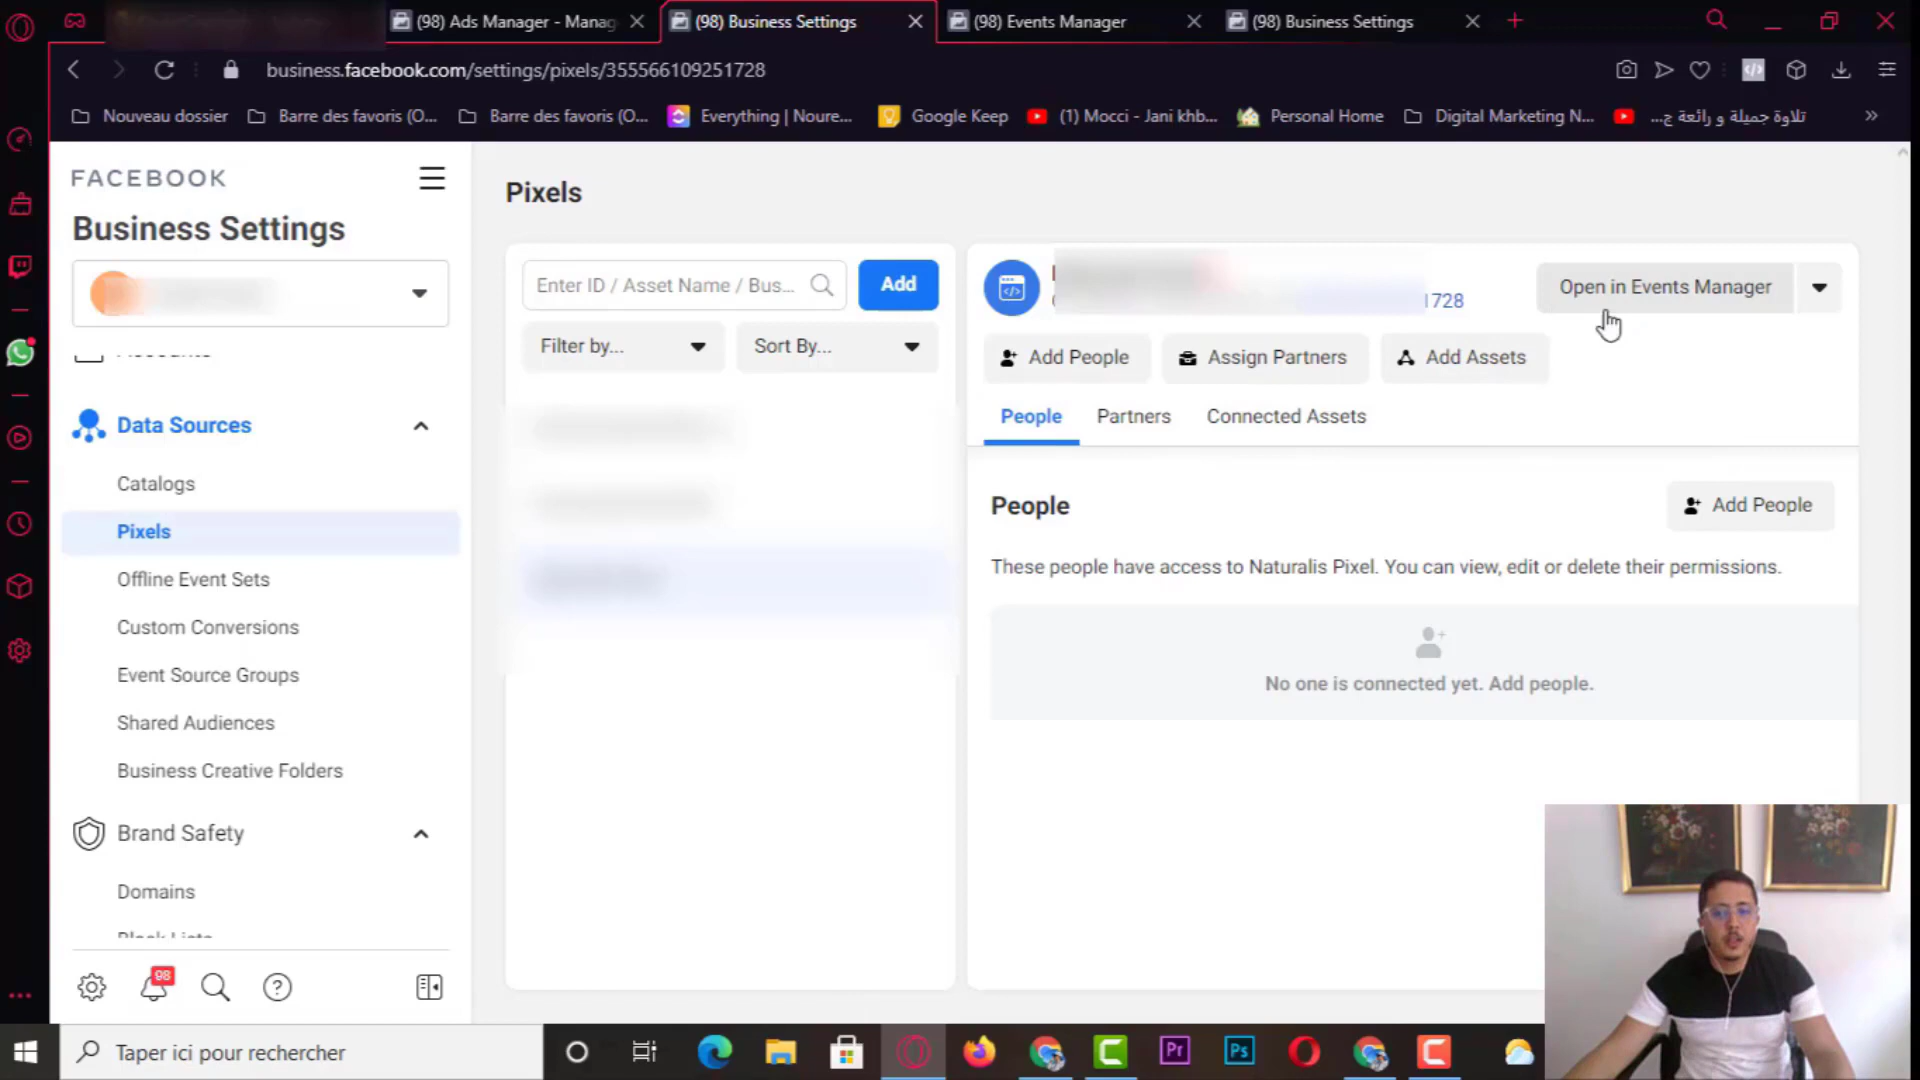 (98) Ads Manager - Manag
(98) Business Settings
(98) Events Manager
(98) Business Settings
business.facebook.com/settings/pixels/355566109251728
Nouveau dossier
Barre des favoris (O...
Barre des favoris (O...
Everything | Noure...
Google Keep
(1) Mocci - Jani khb...
Personal Home
Digital Marketing N...
تلاوة جميلة و رائعة ج...
FACEBOOK
Business Settings
Data Sources
Catalogs
Pixels
Offline Event Sets
Custom Conversions
Event Source Groups
Shared Audiences
Business Creative Folders
Brand Safety
Domains
98
Pixels
Enter ID / Asset Name / Bus...
Add
Filter by...
Sort By...
1728
Open in Events Manager
Add People
Assign Partners
Add Assets
People
Partners
Connected Assets
People
Add People
These people have access to Naturalis Pixel. You can view, edit or delete their permissions.
No one is connected yet. Add people.
Taper ici pour rechercher
Pr
Ps